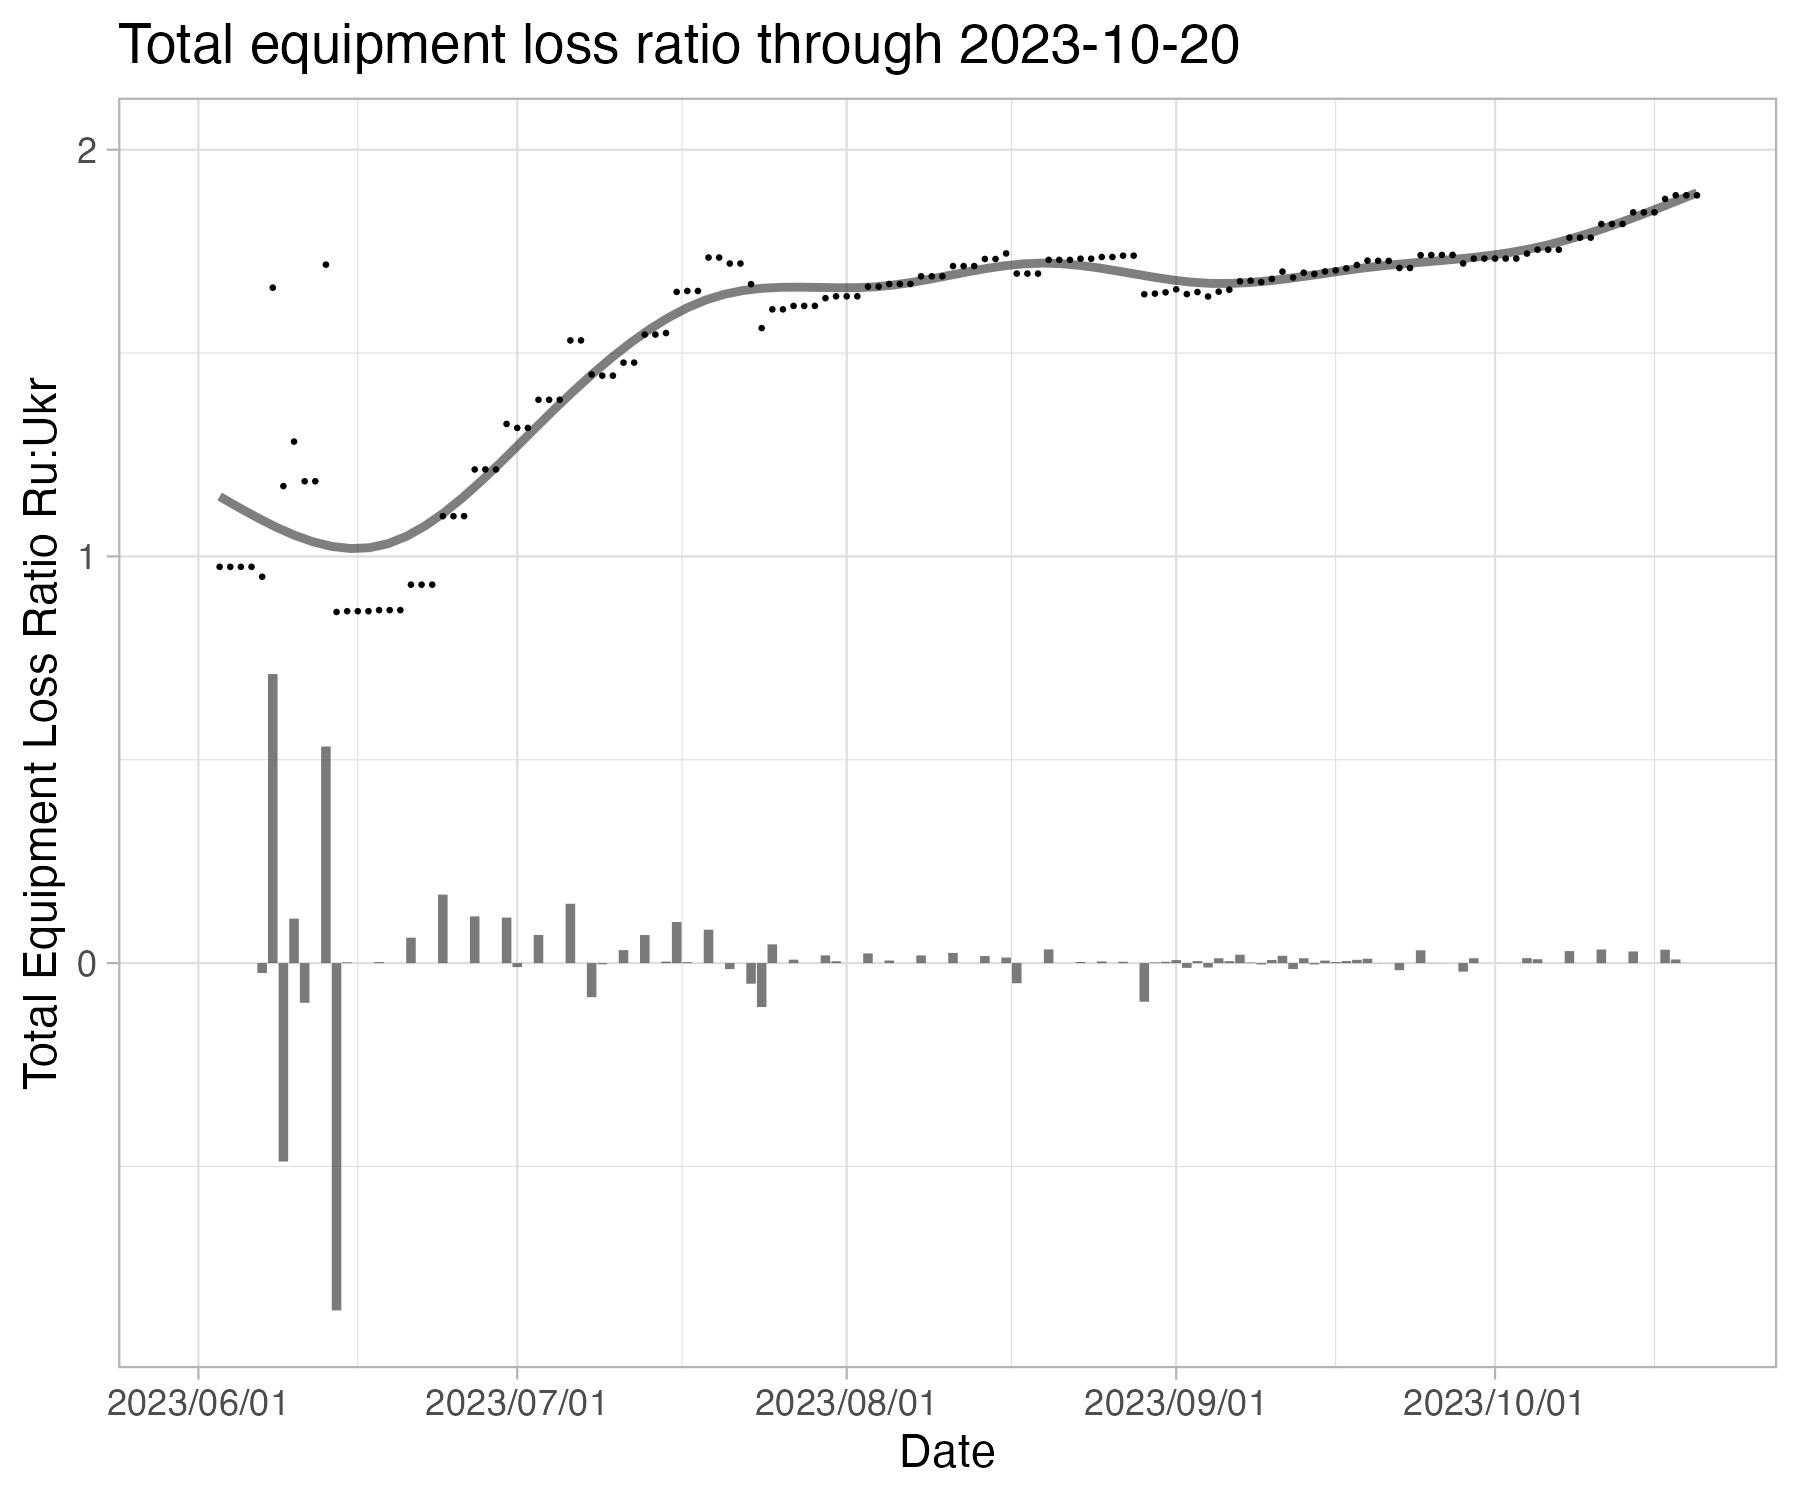 Total equipment loss ratio through 2023-10-20
Total Equipment Loss Ratio Ru:Ukr
2
1
0
2023/06/01
2023/07/01
2023/08/01
2023/09/01
2023/10/01
Date